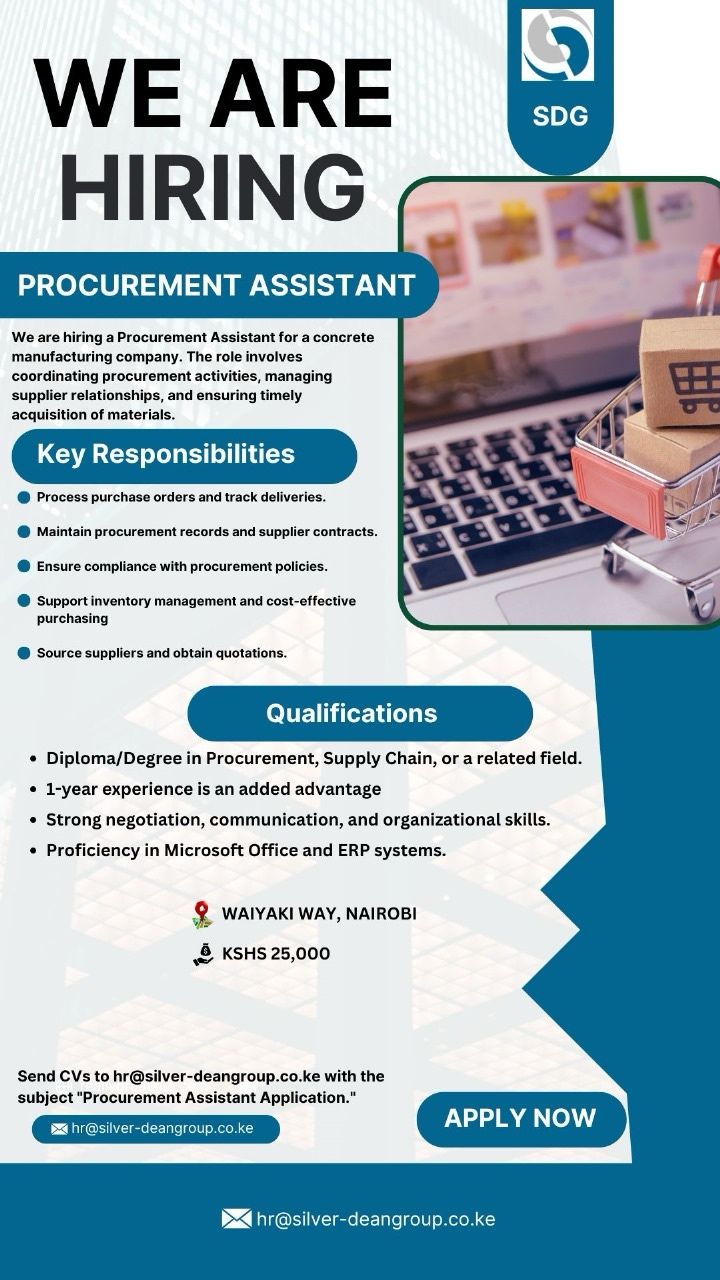 SDG
WE ARE
HIRING
PROCUREMENT ASSISTANT
We are hiring a Procurement Assistant for a concrete
manufacturing company. The role involves
coordinating procurement activities, managing
supplier relationships, and ensuring timely
acquisition of materials.
Key Responsibilities
Process purchase orders and track deliveries.
Maintain procurement records and supplier contracts.
Ensure compliance with procurement policies.
Support inventory management and cost-effective
purchasing
Source suppliers and obtain quotations.
Qualifications
• Diploma/Degree in Procurement, Supply Chain, or a related field.
• 1-year experience is an added advantage
• Strong negotiation, communication, and organizational skills.
• Proficiency in Microsoft Office and ERP systems.
WAIYAKI WAY, NAIROBI
KSHS 25,000
Send CVs to hr@silver-deangroup.co.ke with the
subject "Procurement Assistant Application."
hr@silver-deangroup.co.ke
APPLY NOW
hr@silver-deangroup.co.ke